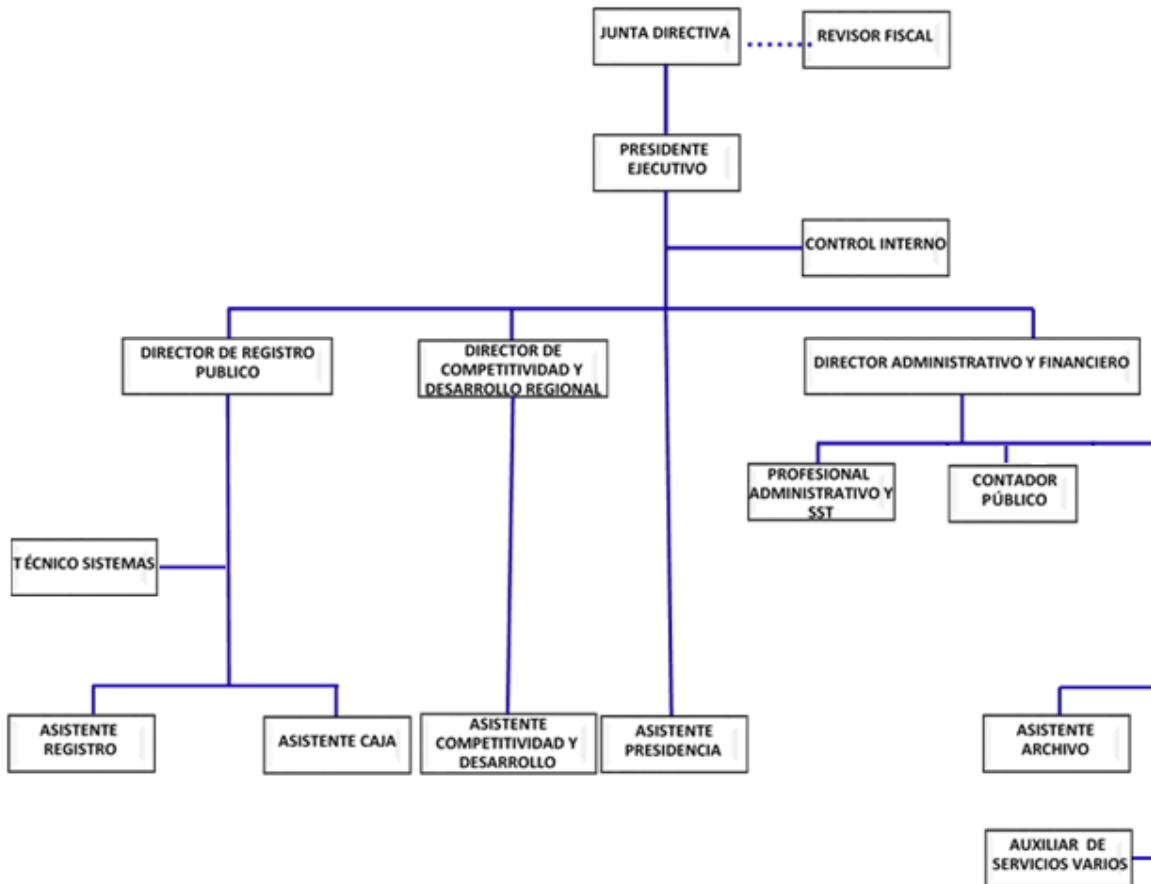 JUNTA DIRECTIVA
REVISOR FISCAL
PRESIDENTE
EJECUTIVO
CONTROL INTERNO
DIRECTOR DE REGISTRO
PUBLICO
DIRECTOR DE
COMPETITIVIDAD Y
DESARROLLO REGIONAL
DIRECTOR ADMINISTRATIVO Y FINANCIERO
PROFESIONAL
ADMINISTRATIVO Y
SST
CONTADOR
PÚBLICO
TÉCNICO SISTEMAS
ASISTENTE
REGISTRO
ASISTENTE CAJA
ASISTENTE
COMPETITIVIDAD Y
DESARROLLO
ASISTENTE
PRESIDENCIA
ASISTENTE
ARCHIVO
AUXILIAR DE
SERVICIOS VARIOS